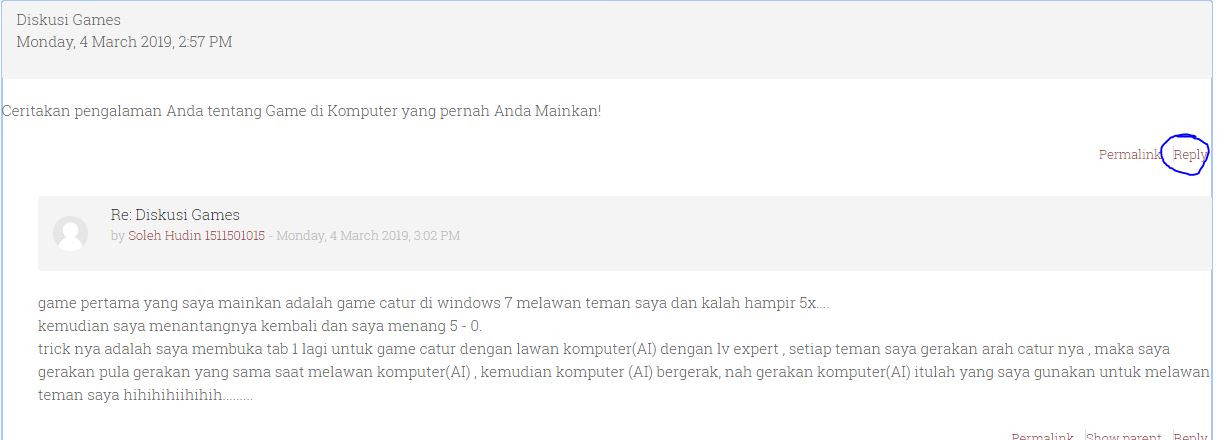 Diskusi Games
Monday, 4 March 2019, 2:57 PM
Ceritakan pengalaman Anda tentang Game di Komputer yang pernah Anda Mainkan!
Permalink Reply
Re: Diskusi Games
by Soleh Hudin 1511501015 - Monday, 4 March 2019, 3:02 PM
game pertama yang saya mainkan adalah game catur di windows 7 melawan teman saya dan kalah hampir 5x....
kemudian saya menantangnya kembali dan saya menang 5 - 0.
trick nya adalah saya membuka tab 1 lagi untuk game catur dengan lawan komputer(AI) dengan lv expert , setiap teman saya gerakan arah catur nya , maka saya
gerakan pula gerakan yang sama saat melawan komputer(AI) , kemudian komputer (AI) bergerak, nah gerakan komputer(AI) itulah yang saya gunakan untuk melawan
teman saya hihihihiihihih.........
Permalink Show parent Reply